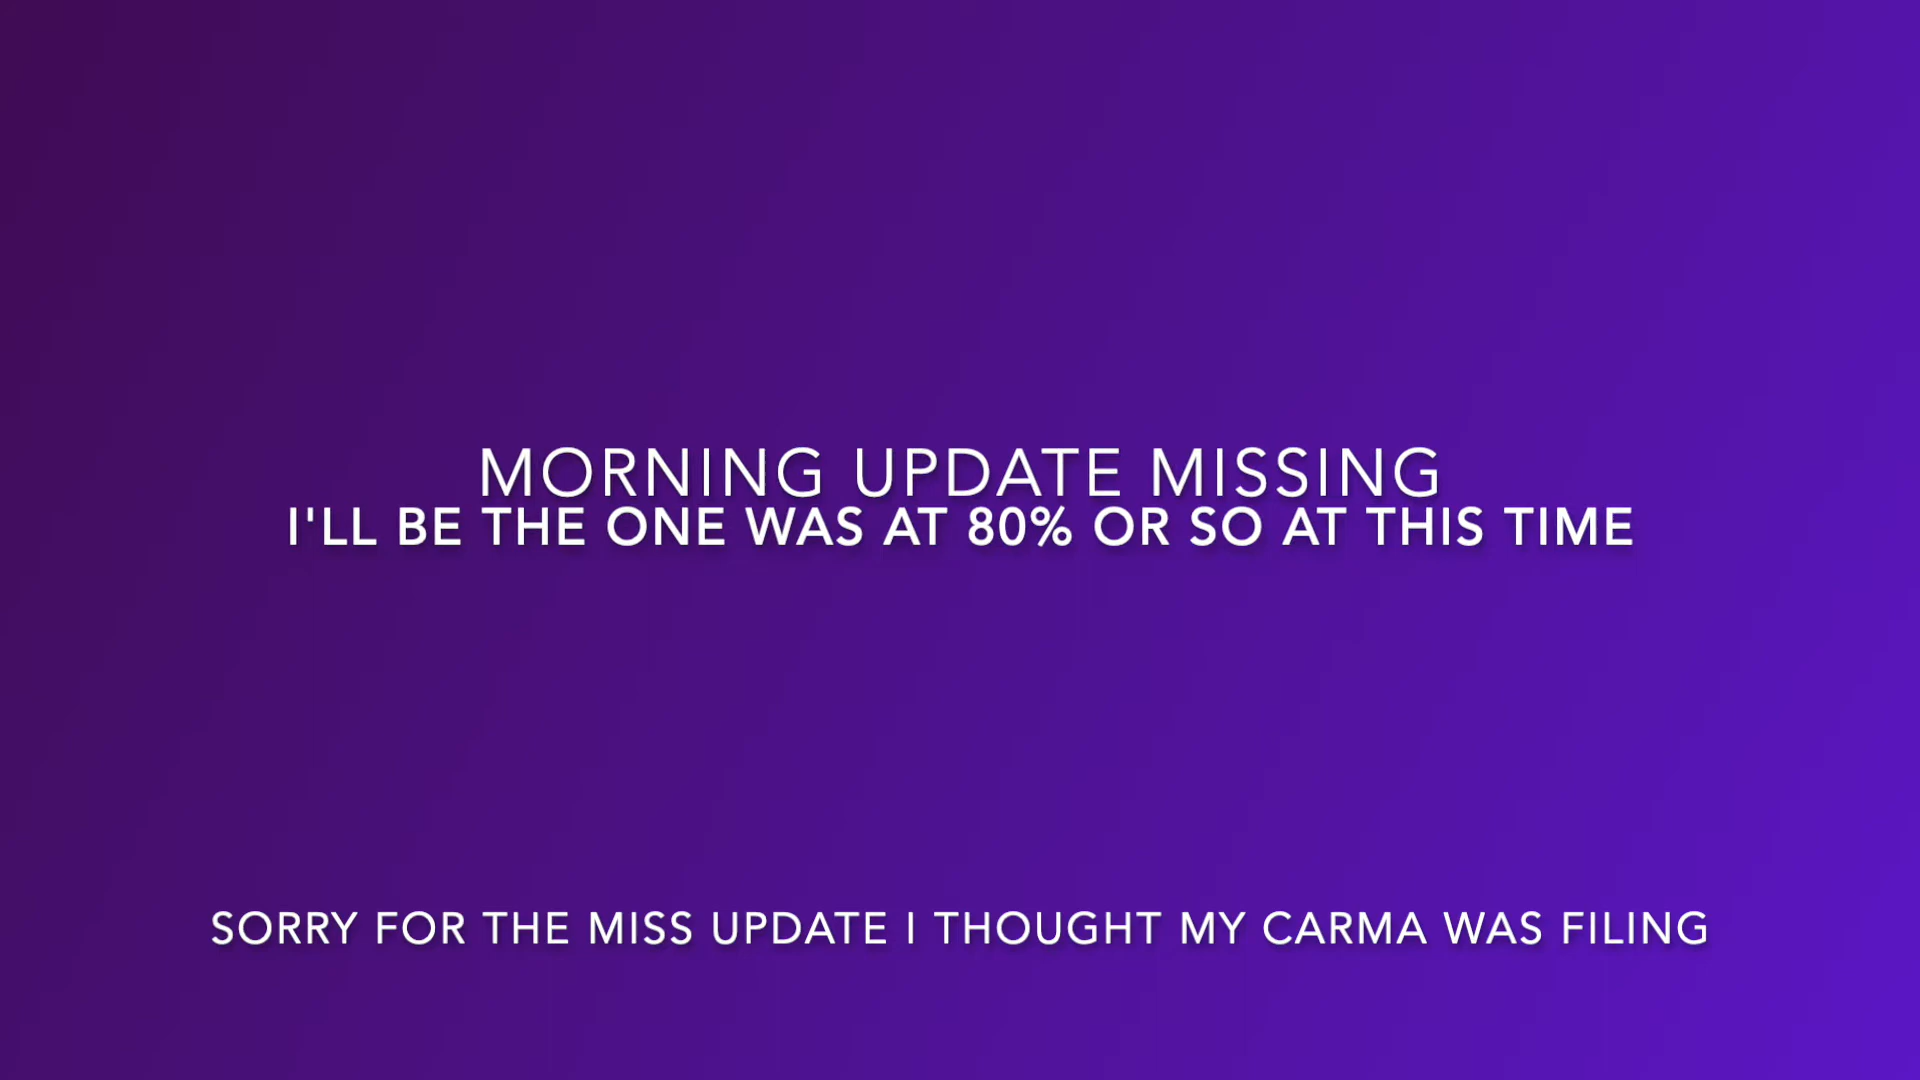 MORNING UPDATE MISSING
I'LL BE THE ONE WAS AT 80% OR SO AT THIS TIME
SORRY FOR THE MISS UPDATE I THOUGHT MY CARMA WAS FILING